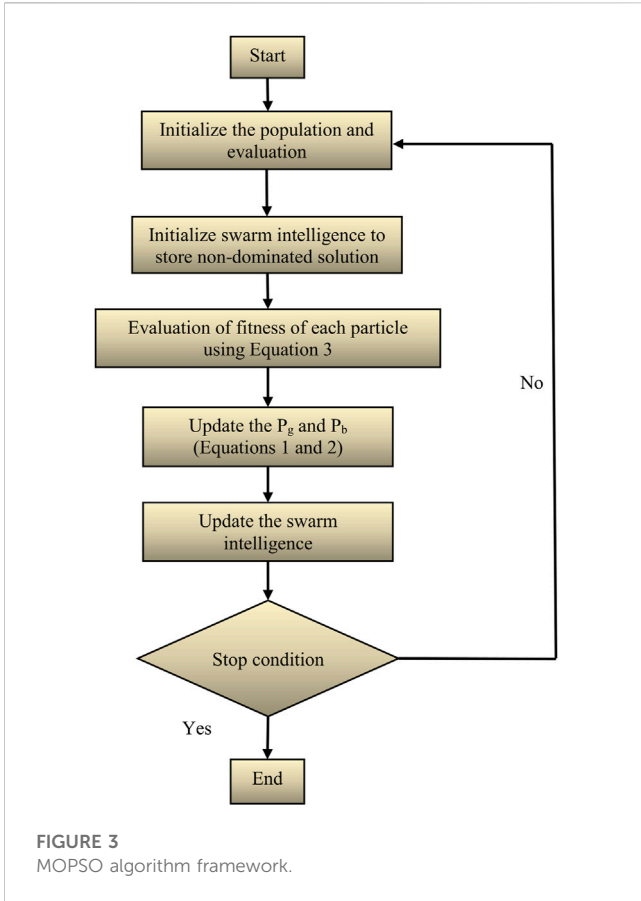 Start
Initialize the population and
evaluation
Initialize swarm intelligence to
store non-dominated solution
Evaluation of fitness of each particle
using Equation 3
No
Update the Pg and Pb
(Equations 1 and 2)
Update the swarm
intelligence
Stop condition
Yes
End
FIGURE 3
MOPSO algorithm framework.